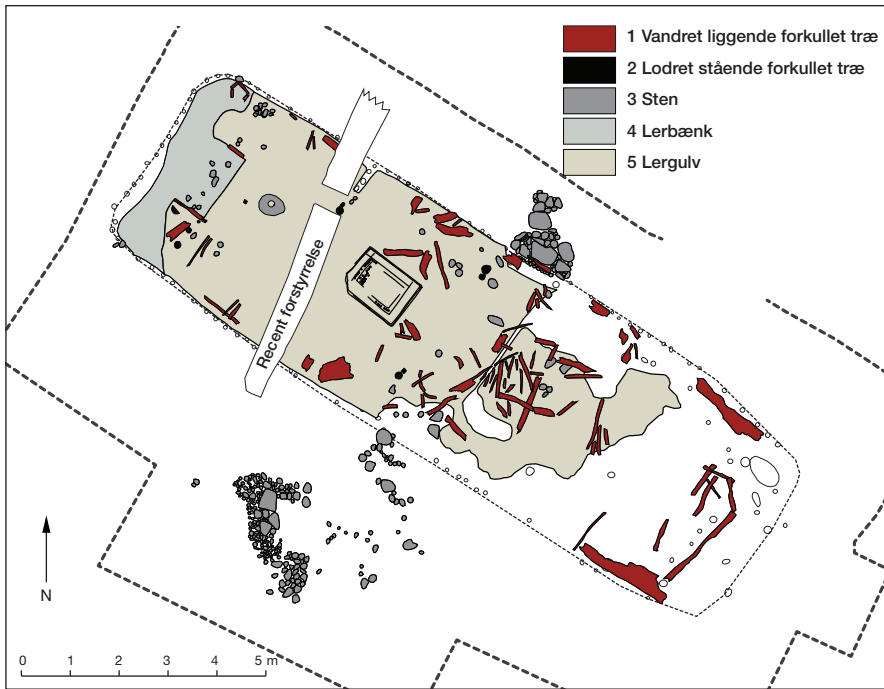 1 Vandret liggende forkullet træ
2 Lodret stående forkullet træ
3 Sten
4 Lerbænk
5 Lergulv
Recent forstyrrelse
N
0 1 2 3 4 5 m